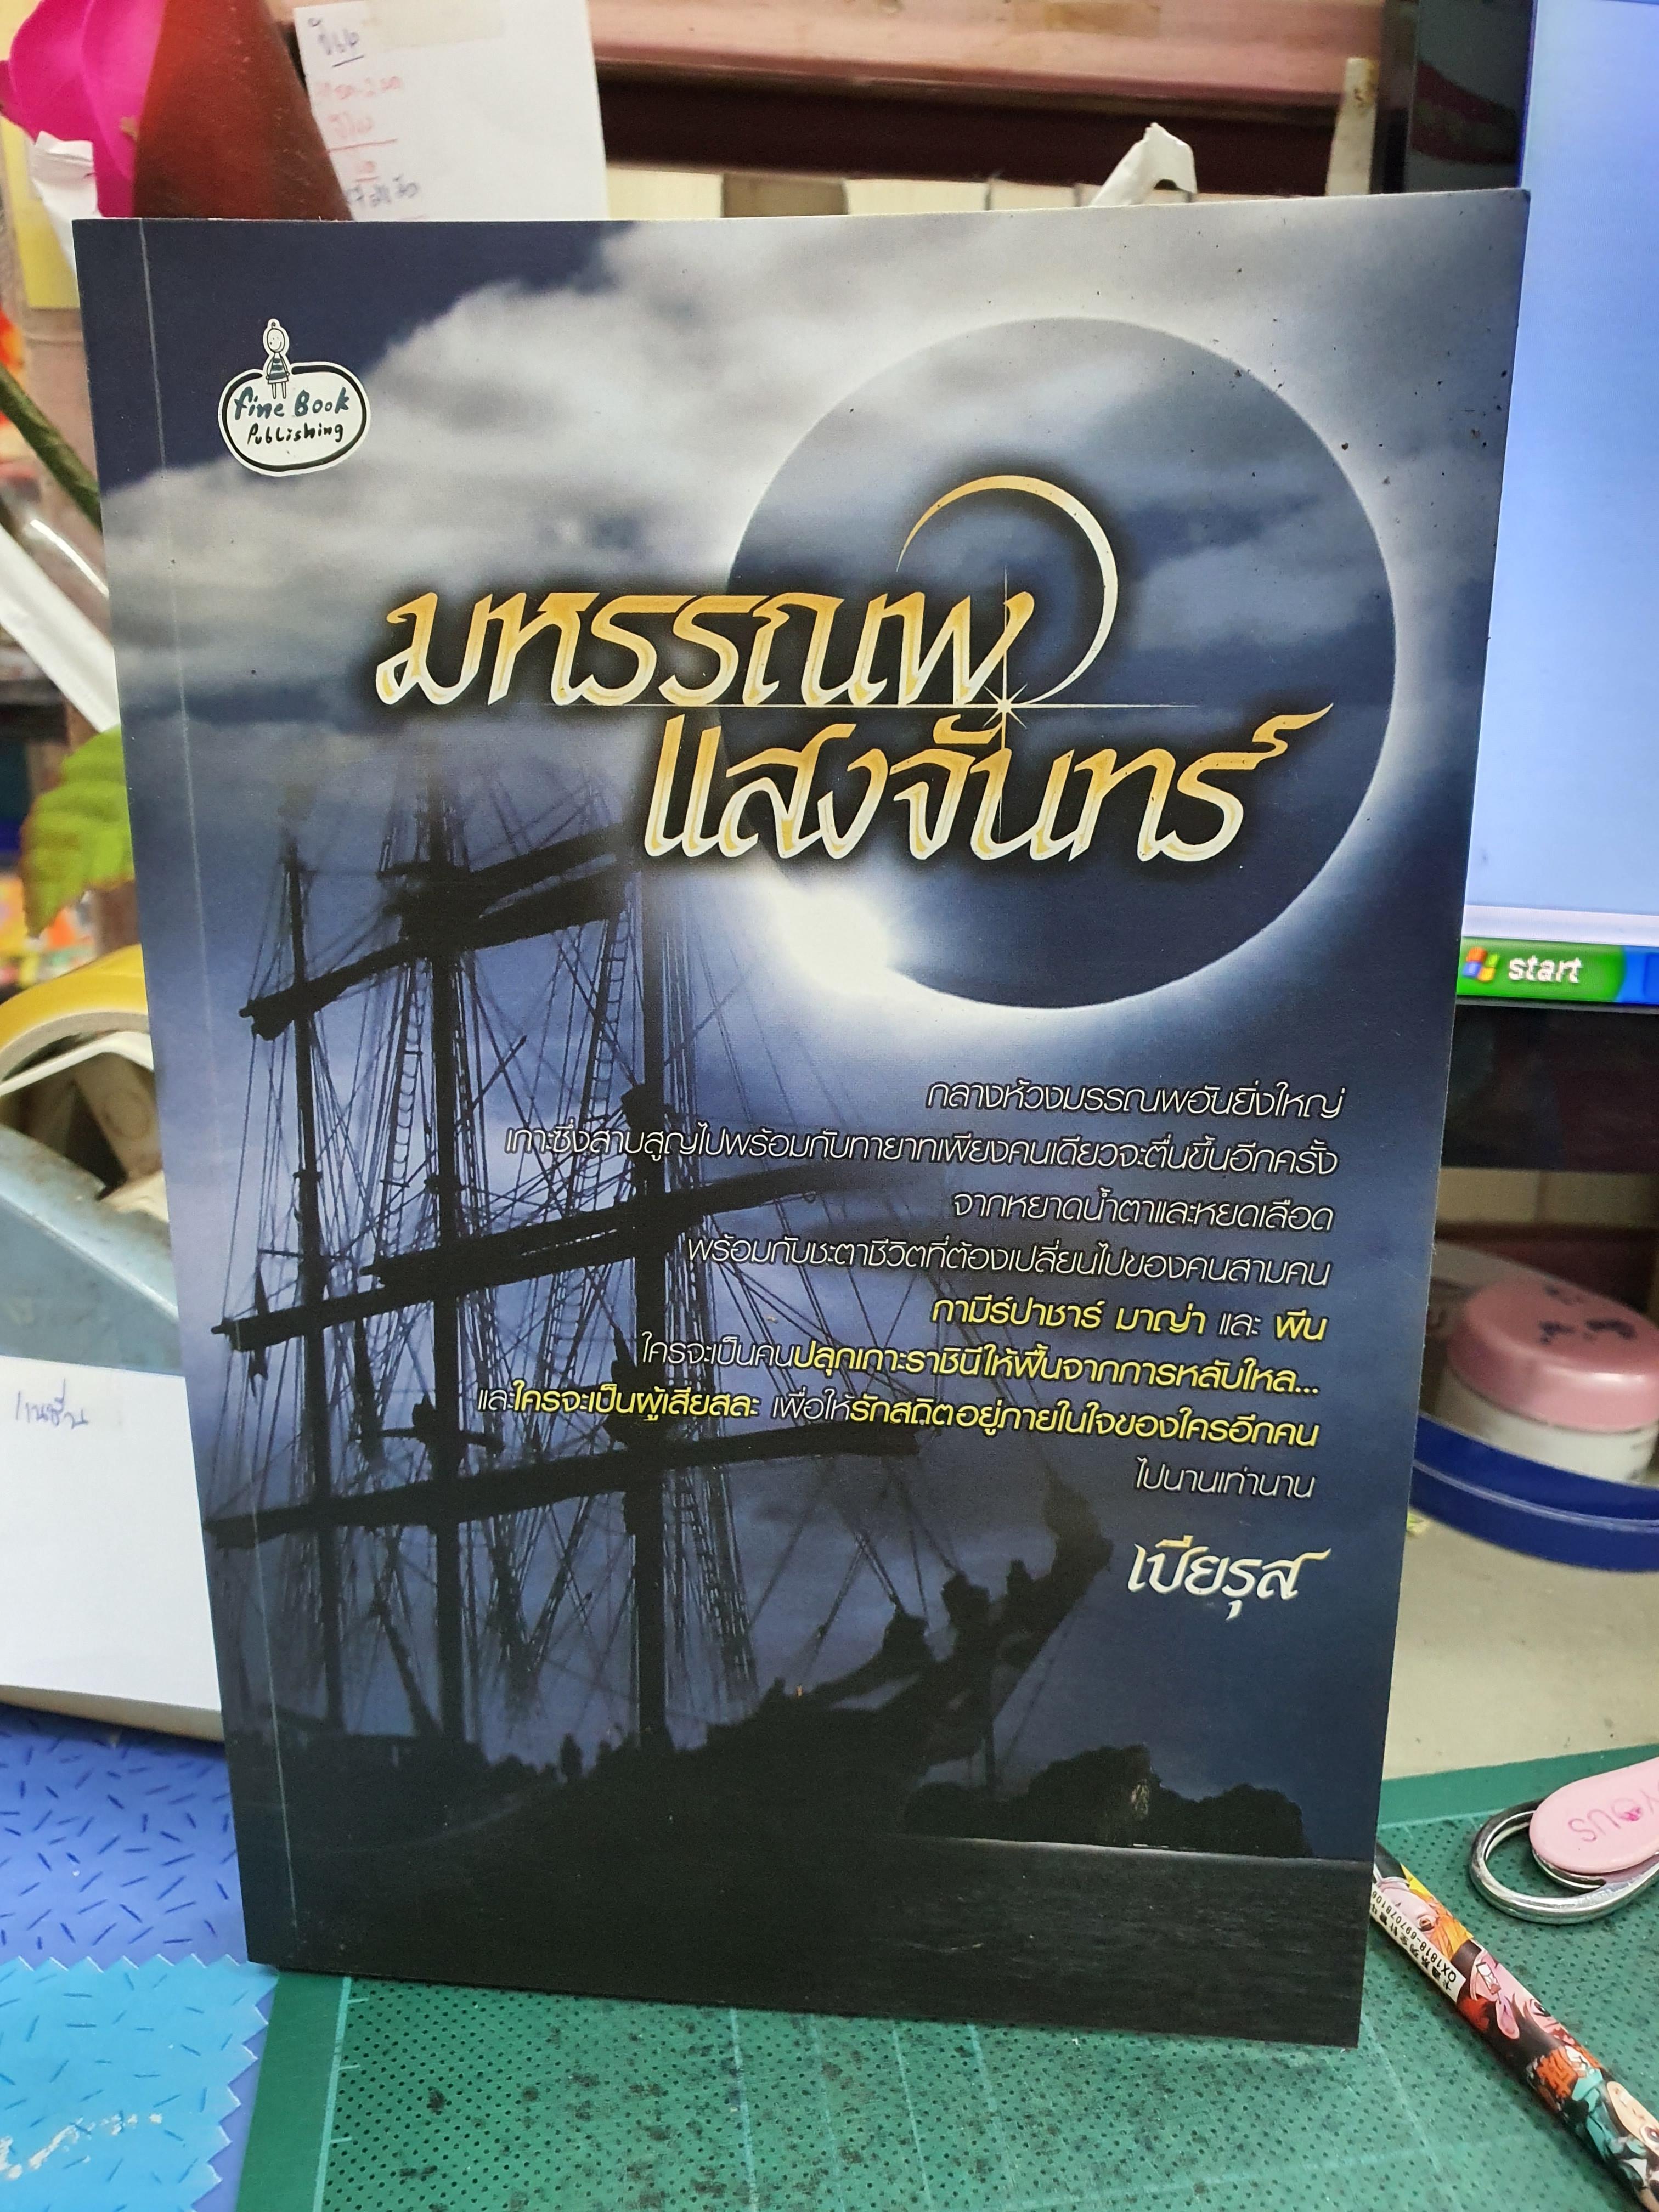 fine Book
Publishing
มหรรณพ
แสงจันทร์
กลางห้วงมรรณพอันยิ่งใหญ่
เกาะซึ่งสาบสูญไปพร้อมกับทายาทเพียงคนเดียวจะตื่นขึ้นอีกครั้ง
จากหยาดน้ำตาและหยดเลือด
พร้อมกับชะตาชีวิตที่ต้องเปลี่ยนไปของคนสามคน
กามีร์ปาชาร์ มาญ่า และ พีน
ใครจะเป็นคนปลุกเกาะราชินีให้ฟื้นจากการหลับใหล...
และใครจะเป็นผู้เสียสละ เพื่อให้รักสถิตอยู่ภายในใจของใครอีกคน
ไปนานเท่านาน
เบียรุส
start
QX1818-69707810